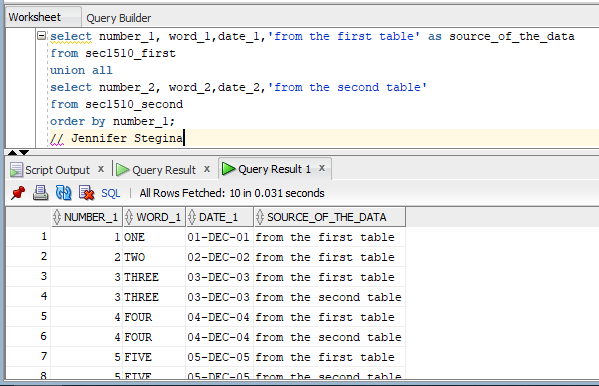 Worksheet Query Builder
select number_1, word_1,date_1,'from the first table' as source_of_the_data
from sec1510_first
union all
select number_2, word_2,date_2,'from the second table'
from sec1510_second
order by number_1;
// Jennifer Stegina
Script Output x Query Result x Query Result 1 x
SQL | All Rows Fetched: 10 in 0.031 seconds
NUMBER_1 WORD_1 DATE_1 SOURCE_OF_THE_DATA
1 1 ONE 01-DEC-01 from the first table
2 2 TWO 02-DEC-02 from the first table
3 3 THREE 03-DEC-03 from the first table
4 3 THREE 03-DEC-03 from the second table
5 4 FOUR 04-DEC-04 from the first table
6 4 FOUR 04-DEC-04 from the second table
7 5 FIVE 05-DEC-05 from the first table
8 5 FIVE 05-DEC-05 from the second table